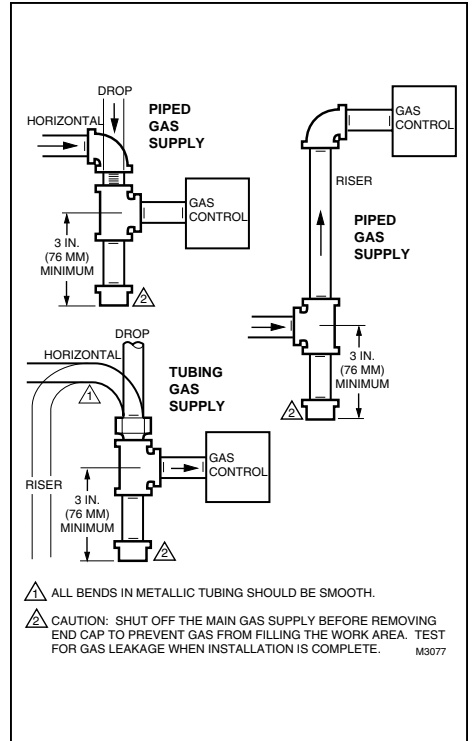 DROP
HORIZONTAL
PIPED
GAS
SUPPLY
GAS
CONTROL
3 IN.
(76 MM)
MINIMUM
2
GAS
CONTROL
RISER
PIPED
GAS
SUPPLY
3 IN.
(76 MM)
MINIMUM
2
DROP
HORIZONTAL
1
TUBING
GAS
SUPPLY
GAS
CONTROL
RISER
3 IN.
(76 MM)
MINIMUM
2
1 ALL BENDS IN METALLIC TUBING SHOULD BE SMOOTH.
2 CAUTION: SHUT OFF THE MAIN GAS SUPPLY BEFORE REMOVING
END CAP TO PREVENT GAS FROM FILLING THE WORK AREA. TEST
FOR GAS LEAKAGE WHEN INSTALLATION IS COMPLETE. M3077